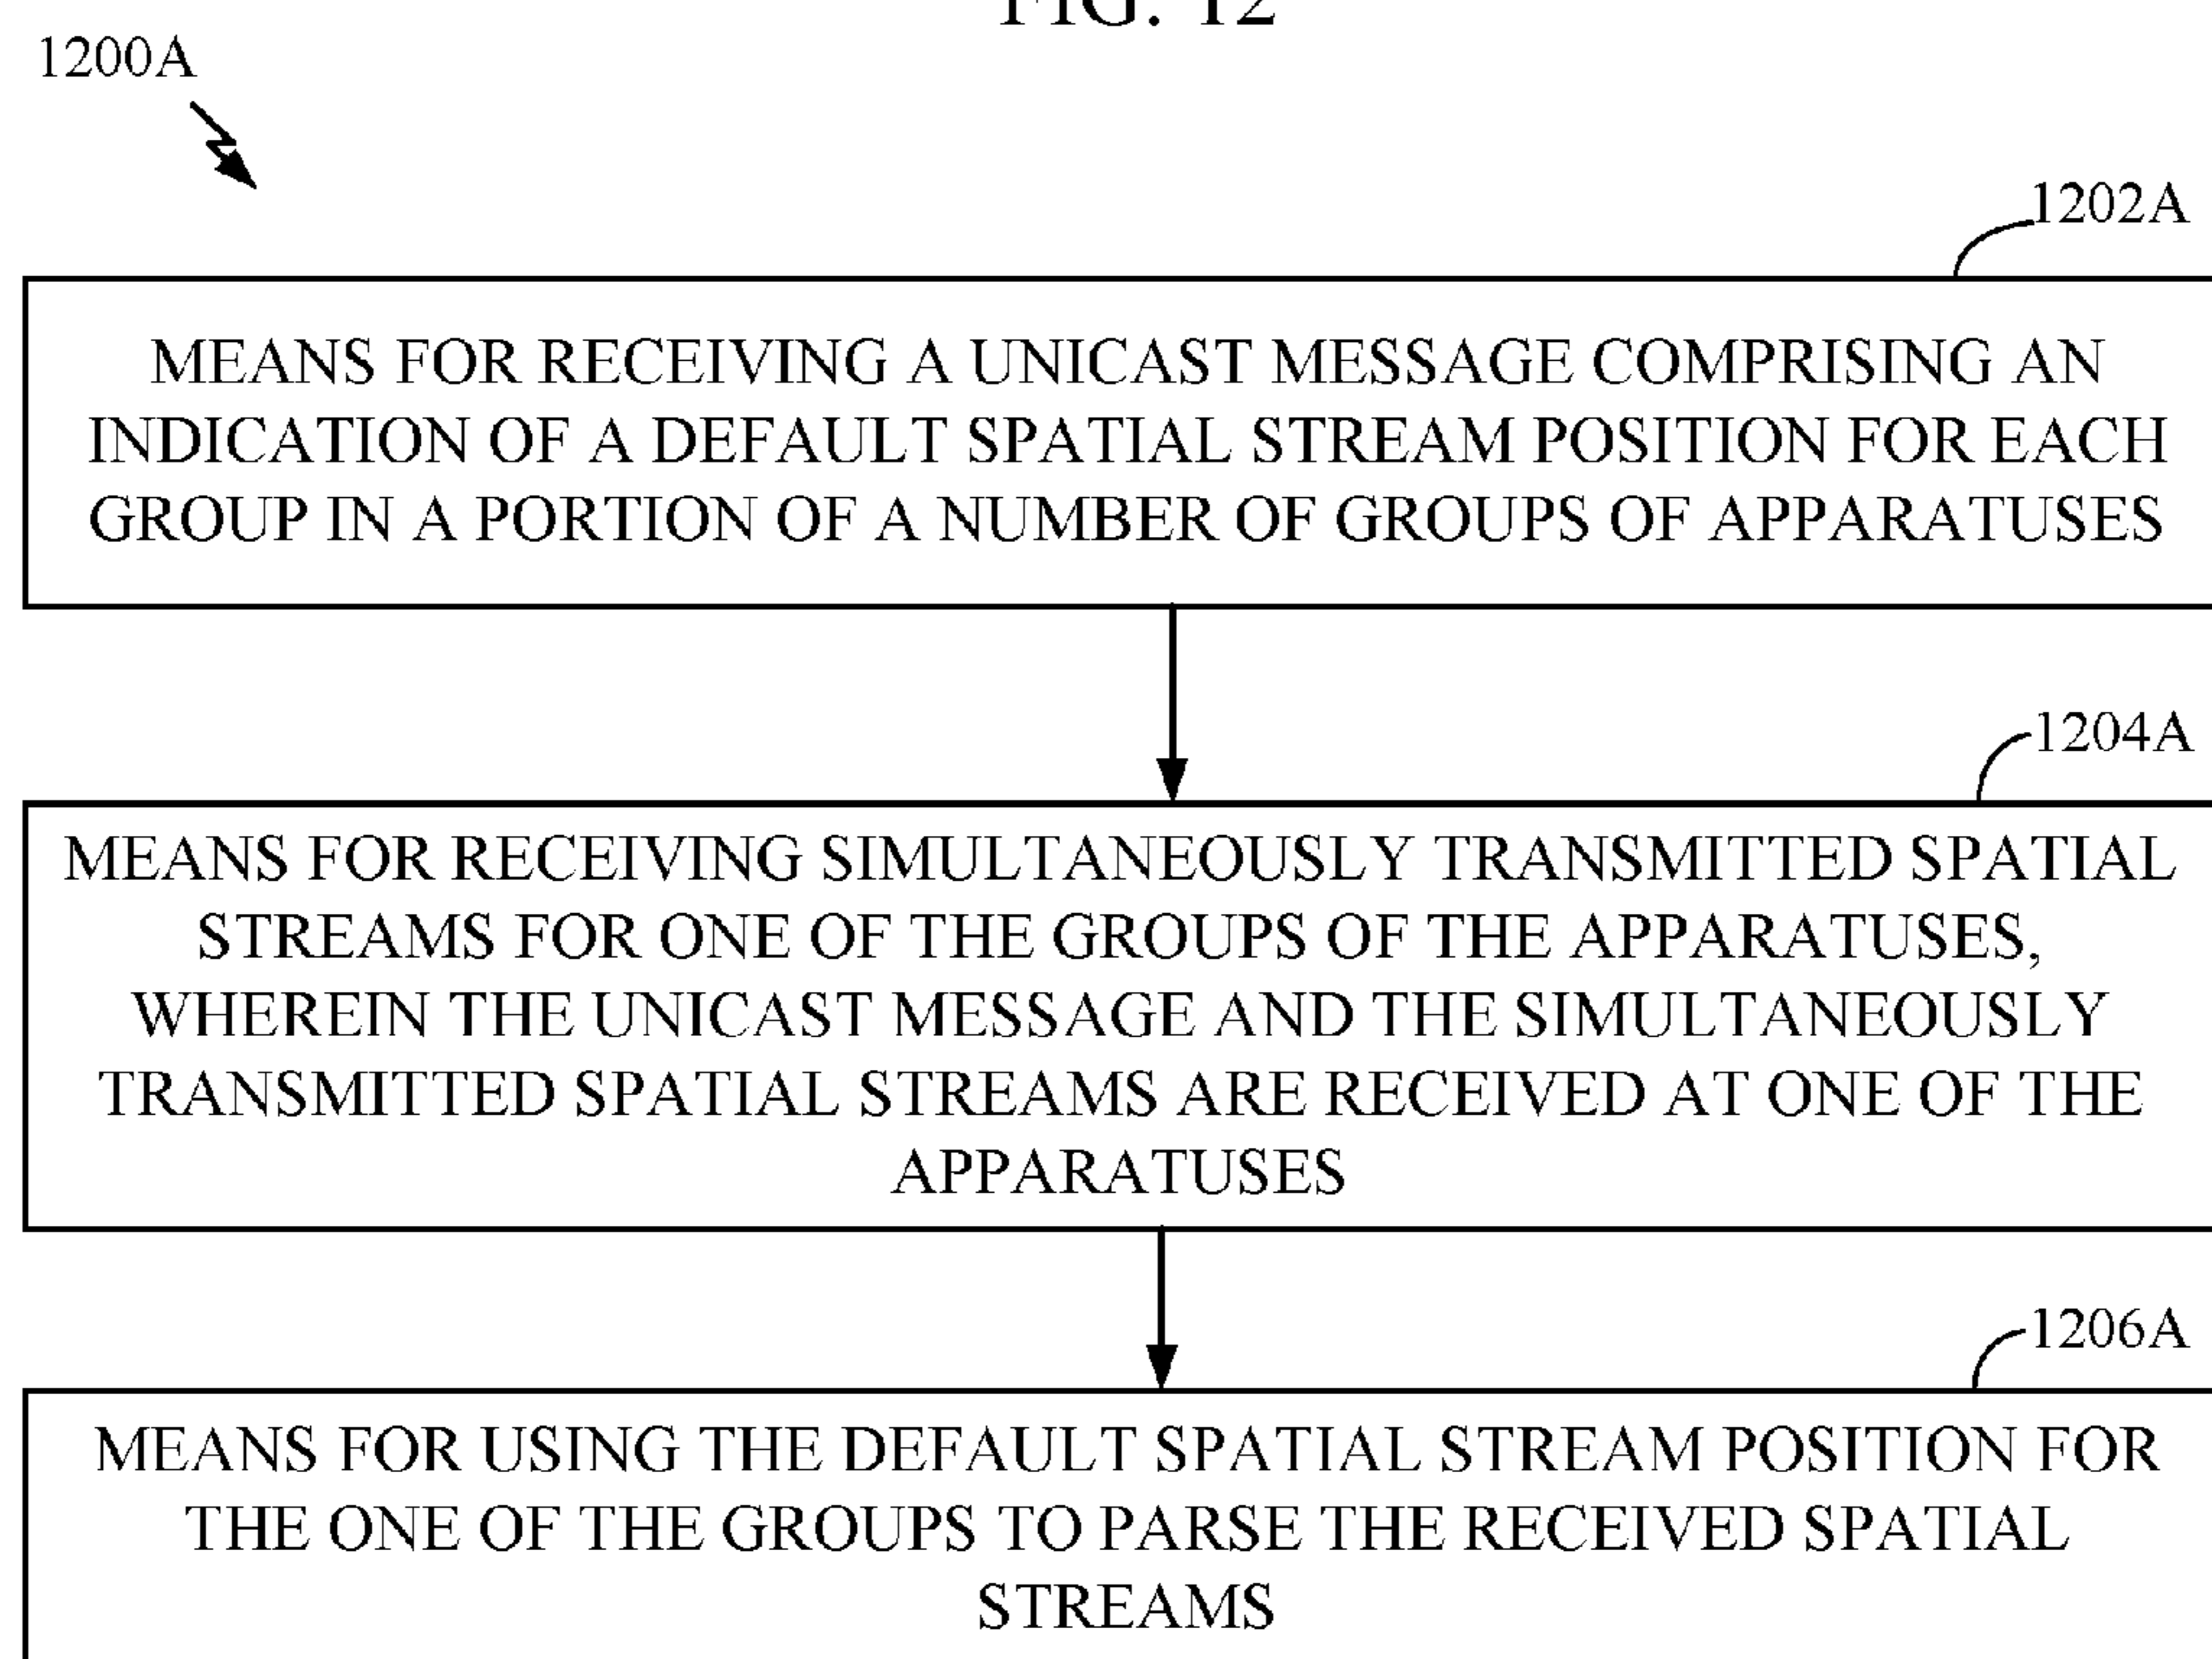 FIG. 12
1200A
1202A
MEANS FOR RECEIVING A UNICAST MESSAGE COMPRISING AN
INDICATION OF A DEFAULT SPATIAL STREAM POSITION FOR EACH
GROUP IN A PORTION OF A NUMBER OF GROUPS OF APPARATUSES
1204A
MEANS FOR RECEIVING SIMULTANEOUSLY TRANSMITTED SPATIAL
STREAMS FOR ONE OF THE GROUPS OF THE APPARATUSES,
WHEREIN THE UNICAST MESSAGE AND THE SIMULTANEOUSLY
TRANSMITTED SPATIAL STREAMS ARE RECEIVED AT ONE OF THE
APPARATUSES
1206A
MEANS FOR USING THE DEFAULT SPATIAL STREAM POSITION FOR
THE ONE OF THE GROUPS TO PARSE THE RECEIVED SPATIAL
STREAMS